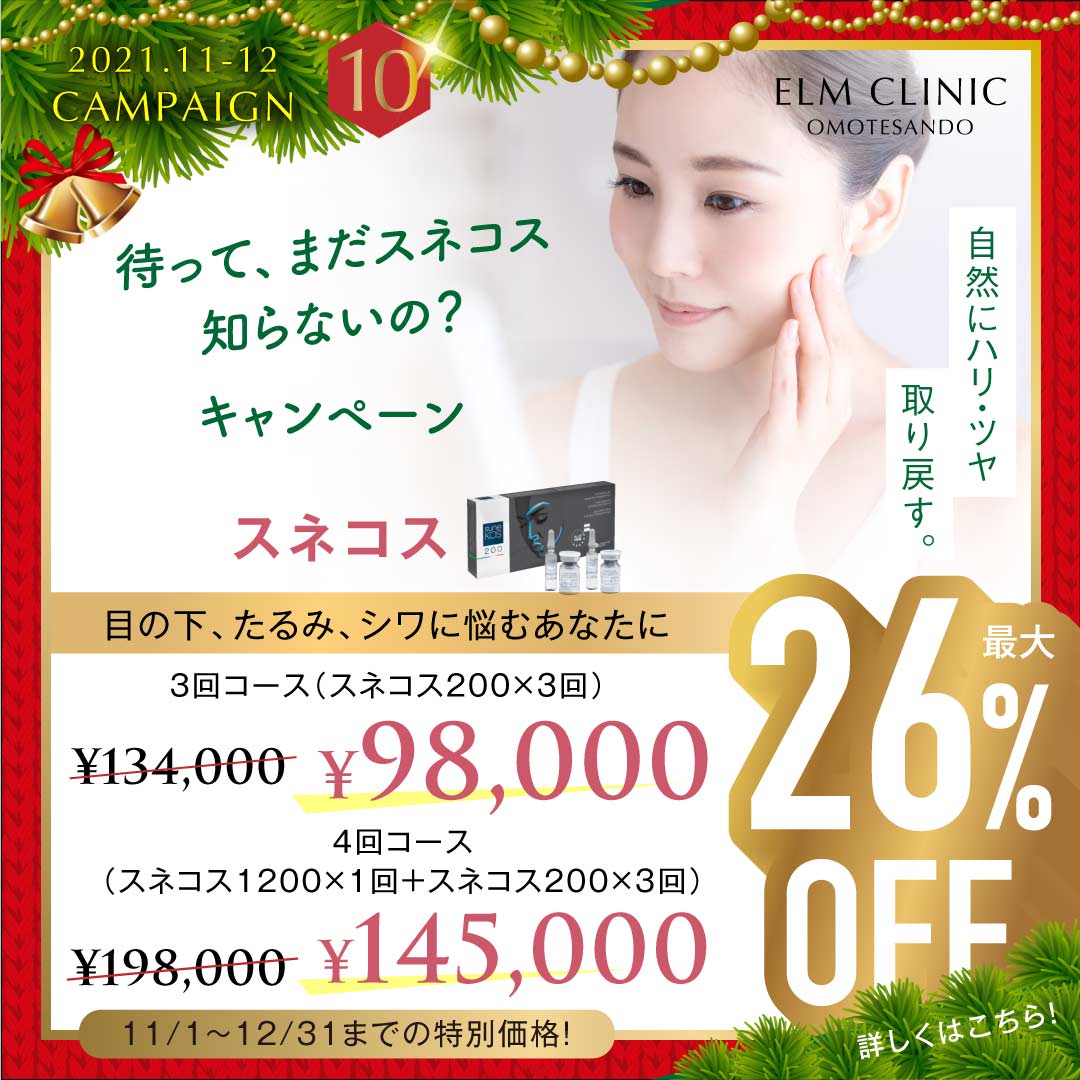 2021.11-12
CAMPAIGN
10
ELM CLINIC
OMOTESANDO
待って、まだスネコス
知らないの？
キャンペーン
自然にハリ・ツヤ
取り戻す。
スネコス
sune
KOS
200
目の下、たるみ、シワに悩むあなたに
3回コース（スネコス200×3回）
¥134,000 ¥98,000
4回コース
（スネコス1200×1回＋スネコス200×3回）
¥198,000 ¥145,000
最大
26%
OFF
11/1～12/31までの特別価格!
詳しくはこちら!